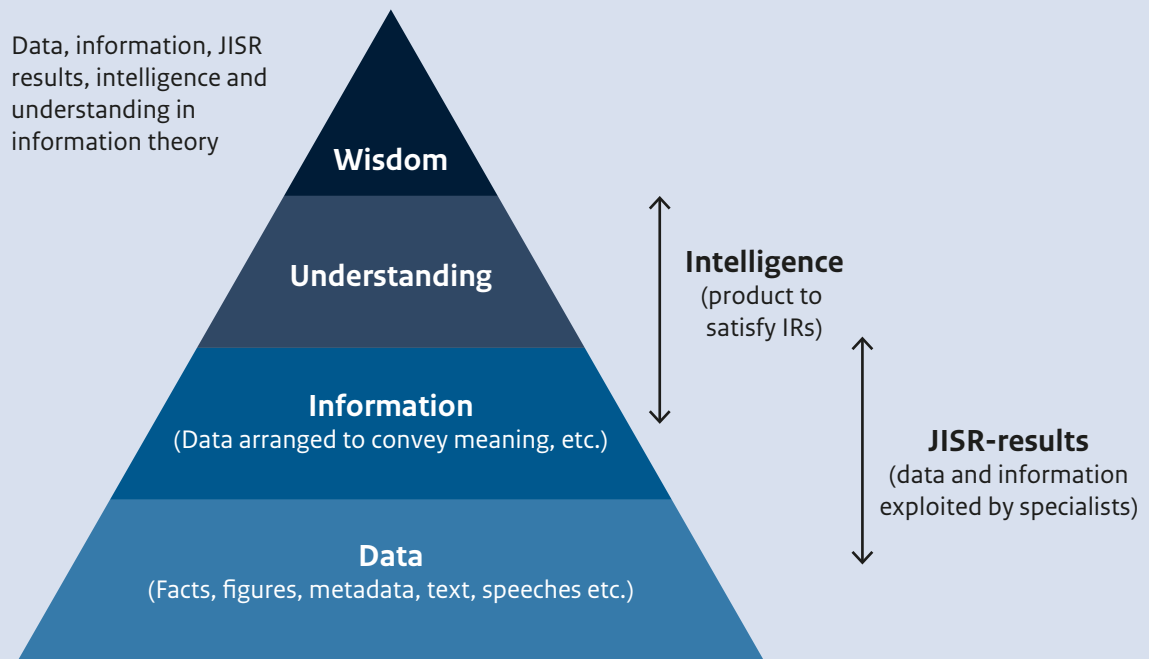 Data, information, JISR
results, intelligence and
understanding in
information theory
Wisdom
Understanding
Information
(Data arranged to convey meaning, etc.)
Data
(Facts, figures, metadata, text, speeches etc.)
Intelligence
(product to
satisfy IRs)
JISR-results
(data and information
exploited by specialists)